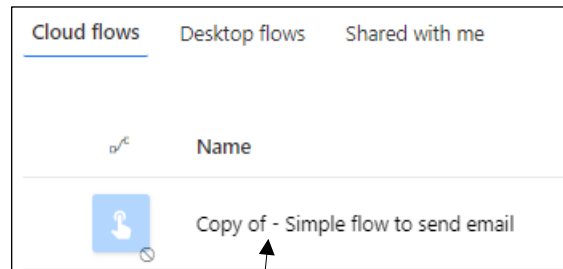 Cloud flows Desktop flows Shared with me
Name
Copy of - Simple flow to send email